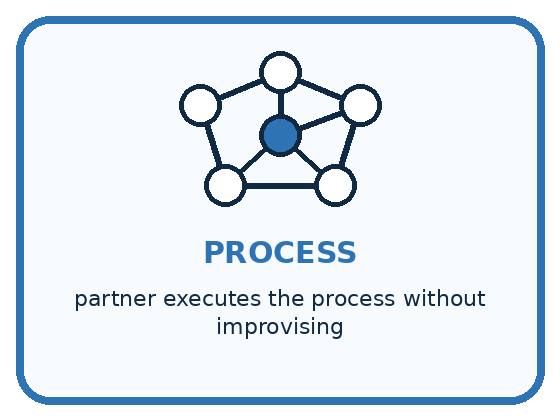 PROCESS
partner executes the process without
improvising